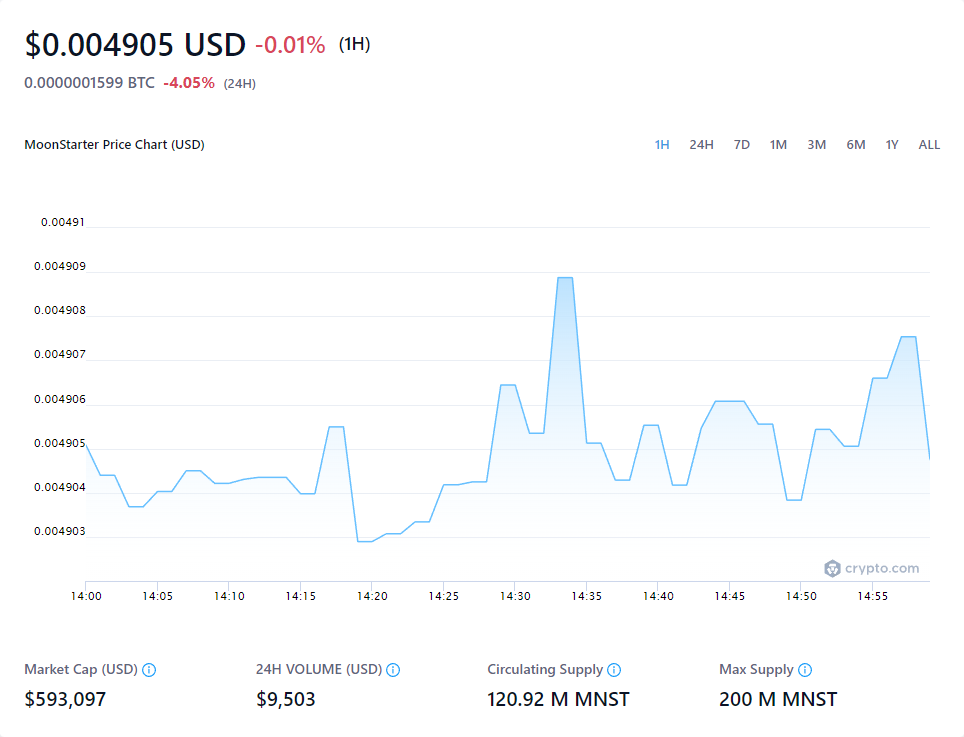 $0.004905 USD -0.01% (1H)
0.0000001599 BTC -4.05% (24H)
MoonStarter Price Chart (USD) 1H 24H 7D 1M 3M 6M 1Y ALL
0.00491
0.004909
0.004908
0.004907
0.004906
0.004905
0.004904
0.004903
crypto.com
14:00 14:05 14:10 14:15 14:20 14:25 14:30 14:35 14:40 14:45 14:50 14:55
Market Cap (USD) 24H VOLUME (USD) Circulating Supply Max Supply
$593,097 $9,503 120.92 M MNST 200 M MNST